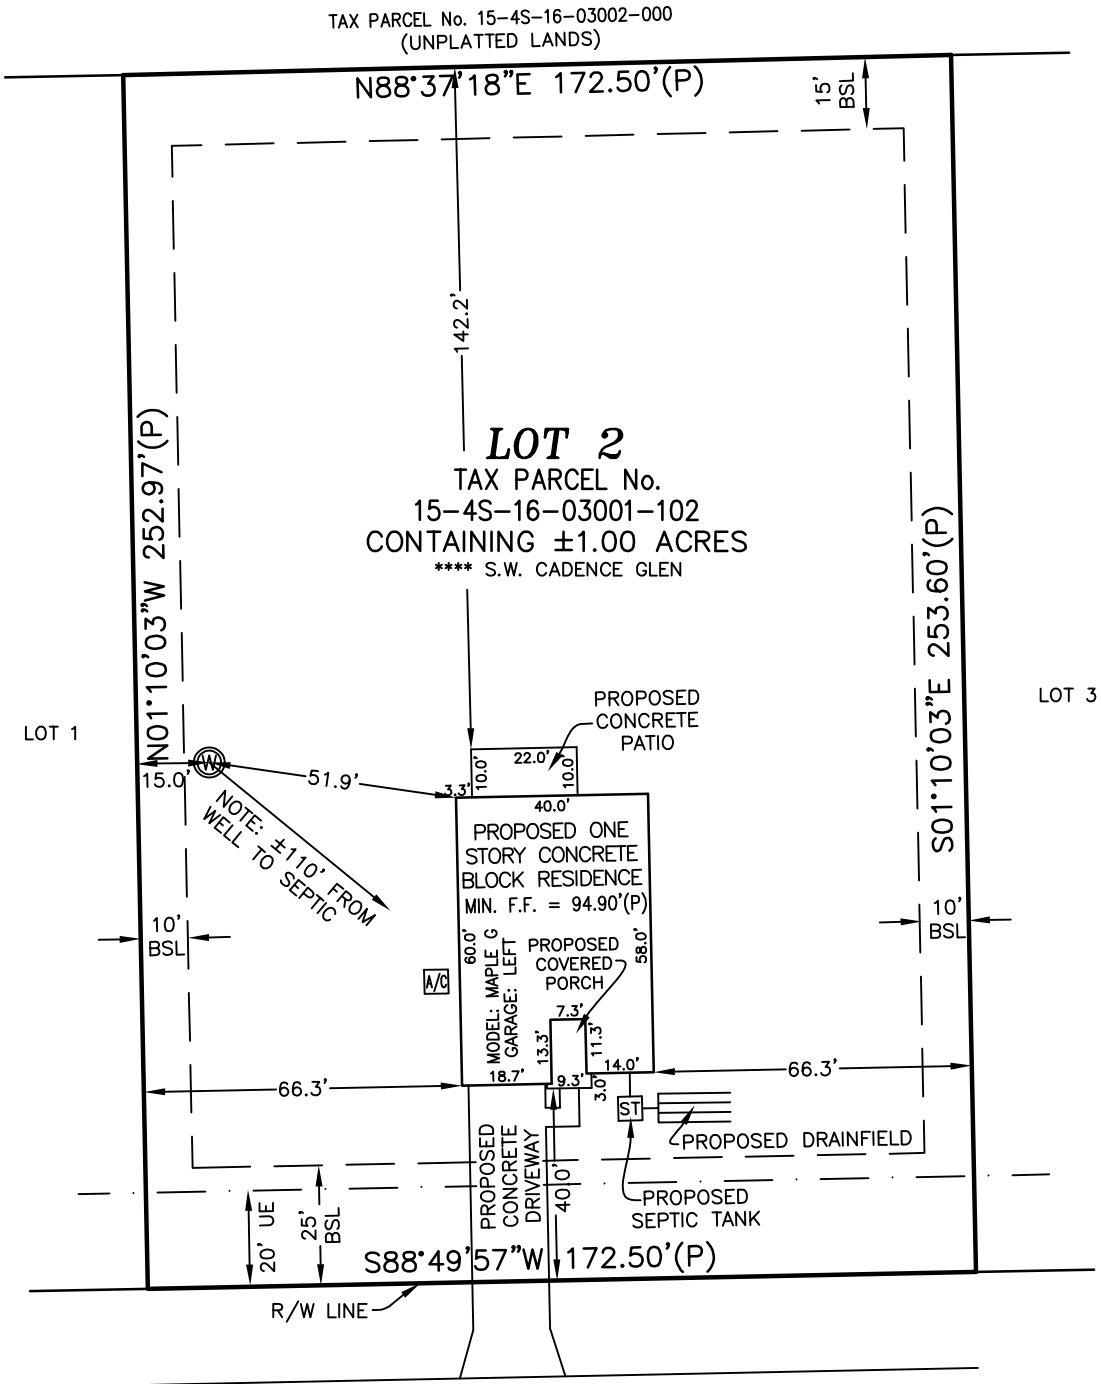 TAX PARCEL No. 15-4S-16-03002-000
(UNPLATTED LANDS)
N88°37'18"E 172.50'(P)
15'
BSL
142.2'
N01°10'03"W 252.97'(P)
LOT 2
TAX PARCEL No.
15-4S-16-03001-102
CONTAINING ±1.00 ACRES
**** S.W. CADENCE GLEN
S01°10'03"E 253.60'(P)
LOT 1
LOT 3
PROPOSED
CONCRETE
PATIO
W
15.0'
51.9'
3.3'
10.0'
22.0'
10.0'
40.0'
NOTE: ±110' FROM
WELL TO SEPTIC
PROPOSED ONE
STORY CONCRETE
BLOCK RESIDENCE
MIN. F.F. = 94.90'(P)
10'
BSL
10'
BSL
60.0'
MODEL: MAPLE G
GARAGE: LEFT
PROPOSED
COVERED
PORCH
58.0'
A/C
7.3'
13.3'
11.3'
18.7'
9.3'
3.0'
14.0'
66.3'
66.3'
ST
PROPOSED DRAINFIELD
PROPOSED
CONCRETE
DRIVEWAY
40.0'
PROPOSED
SEPTIC TANK
20' UE
25'
BSL
S88°49'57"W 172.50'(P)
R/W LINE